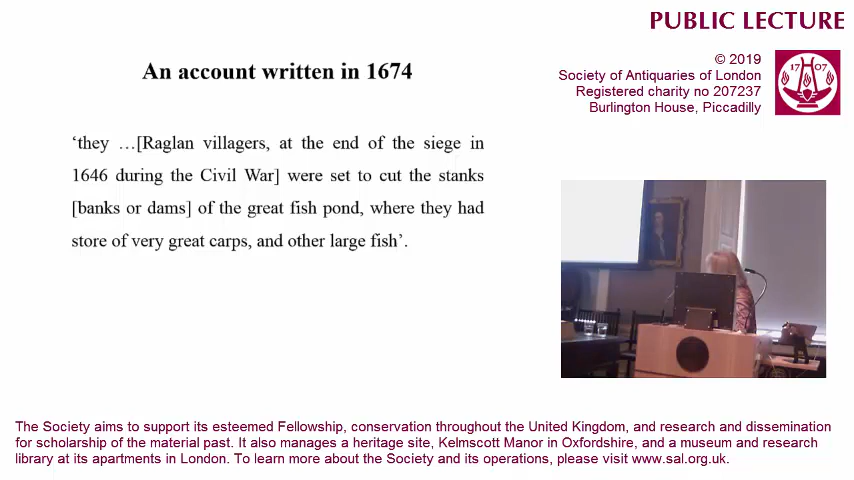 PUBLIC LECTURE
An account written in 1674
© 2019
Society of Antiquaries of London
Registered charity no 207237
Burlington House, Piccadilly
17 07
‘they …[Raglan villagers, at the end of the siege in
1646 during the Civil War] were set to cut the stanks
[banks or dams] of the great fish pond, where they had
store of very great carps, and other large fish’.
The Society aims to support its esteemed Fellowship, conservation throughout the United Kingdom, and research and dissemination
for scholarship of the material past. It also manages a heritage site, Kelmscott Manor in Oxfordshire, and a museum and research
library at its apartments in London. To learn more about the Society and its operations, please visit www.sal.org.uk.